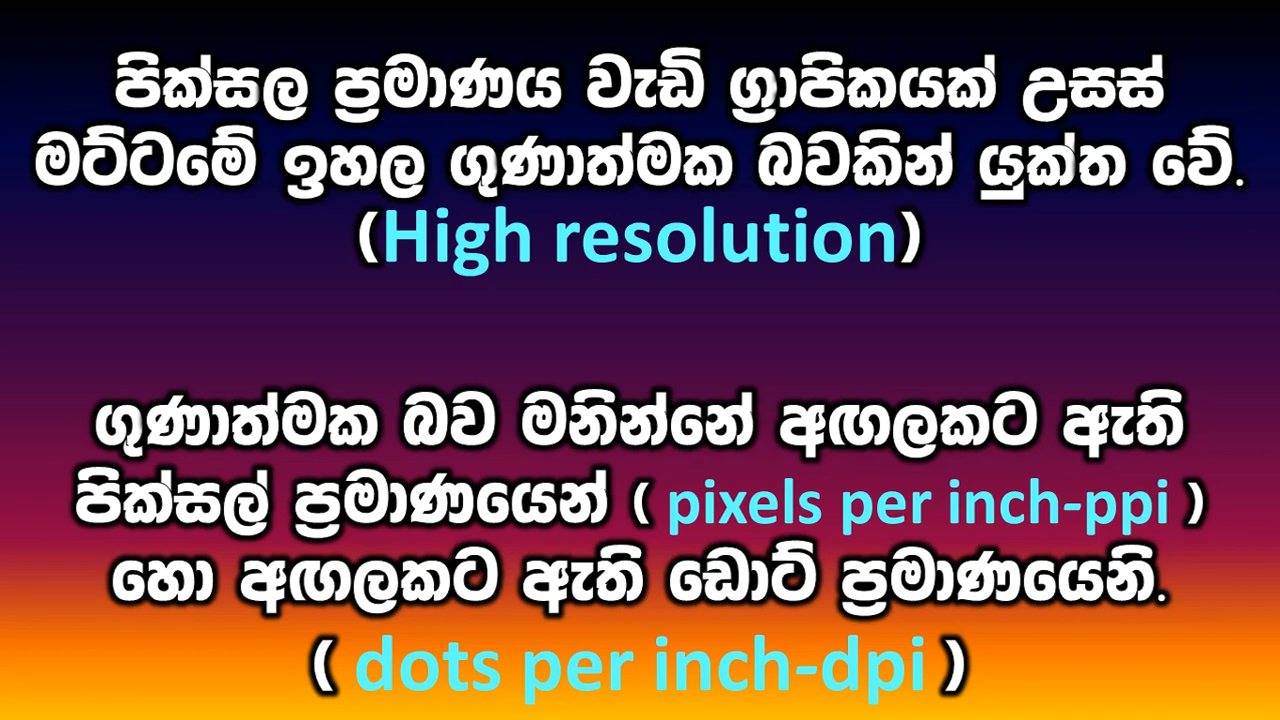 පික්සල ප්‍රමාණය වැඩි ග්‍රාපිකයක් උසස්
මට්ටමේ ඉහල ගුණාත්මක බවකින් යුක්ත වේ.
(High resolution)
ගුණාත්මක බව මනින්නේ අඟලකට ඇති
පික්සල් ප්‍රමාණයෙන් ( pixels per inch-ppi )
හො අඟලකට ඇති ඩොට් ප්‍රමාණයෙනි.
( dots per inch-dpi )